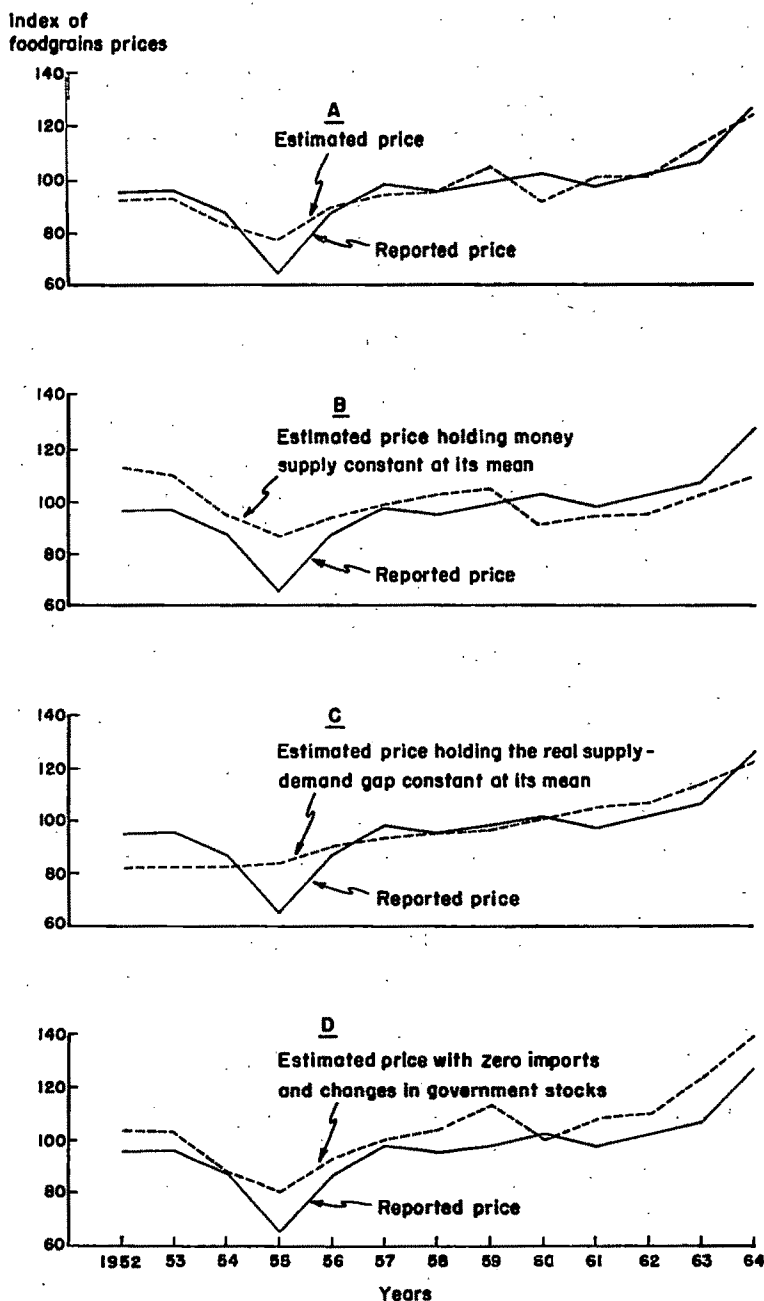 Index of
foodgrains prices
140
120
100
80
60
A
Estimated price
Reported price
140
120
100
80
60
B
Estimated price holding money
supply constant at its mean
Reported price
140
120
100
80
60
C
Estimated price holding the real supply-
demand gap constant at its mean
Reported price
140
120
100
80
60
D
Estimated price with zero imports
and changes in government stocks
Reported price
1952 53 54 55 56 57 58 59 60 61 62 63 64
Years